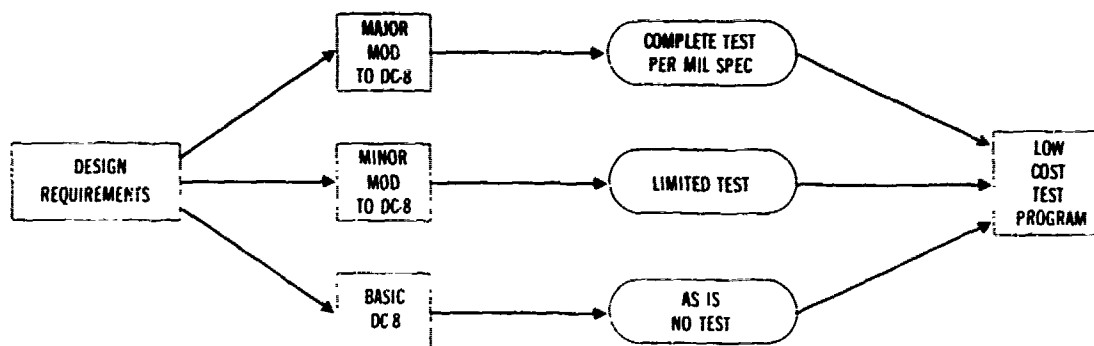 MAJOR
MOD
TO DC-8
COMPLETE TEST
PER MIL SPEC
DESIGN
REQUIREMENTS
MINOR
MOD
TO DC-8
LIMITED TEST
LOW
COST
TEST
PROGRAM
BASIC
DC 8
AS IS
NO TEST